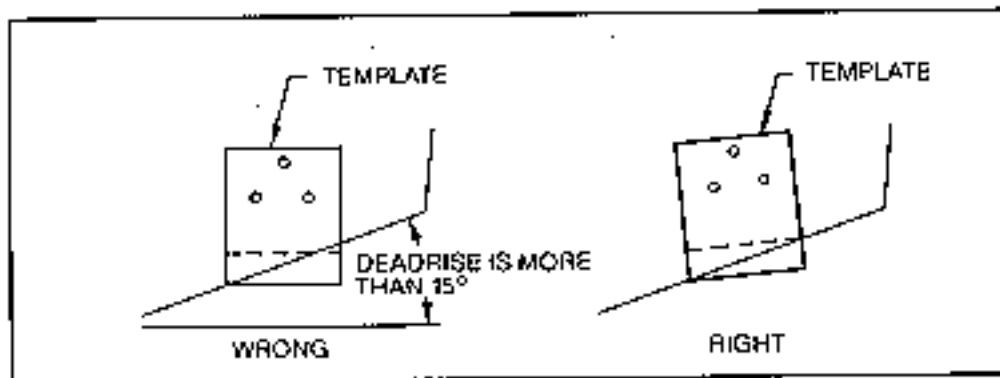 TEMPLATE
DEADRISE IS MORE
THAN 15°
WRONG
TEMPLATE
RIGHT